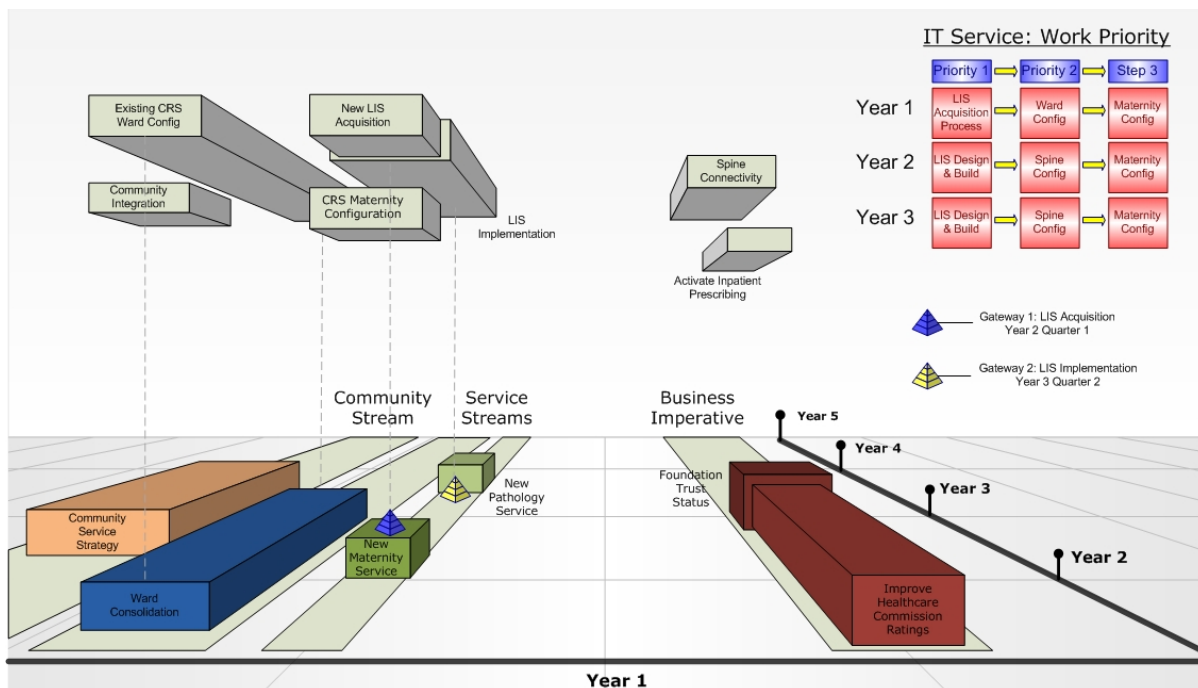 IT Service: Work Priority
Priority 1
Priority 2
Step 3
Year 1
LIS
Acquisition
Process
Ward
Config
Maternity
Config
Year 2
LIS Design
& Build
Spine
Config
Maternity
Config
Year 3
LIS Design
& Build
Spine
Config
Maternity
Config
Existing CRS
Ward Config
New LIS
Acquisition
Community
Integration
CRS Maternity
Configuration
LIS
Implementation
Spine
Connectivity
Activate Inpatient
Prescribing
Gateway 1: LIS Acquisition
Year 2 Quarter 1
Gateway 2: LIS Implementation
Year 3 Quarter 2
Community
Stream
Service
Streams
Business
Imperative
Year 5
Year 4
Year 3
Year 2
Foundation
Trust
Status
New
Pathology
Service
Community
Service
Strategy
New
Maternity
Service
Ward
Consolidation
Improve
Healthcare
Commission
Ratings
Year 1